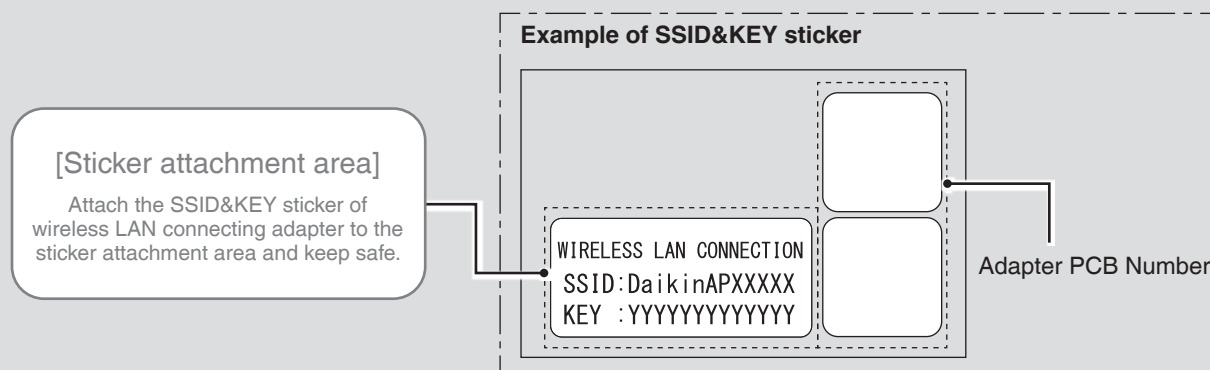 Example of SSID&KEY sticker
[Sticker attachment area]
Attach the SSID&KEY sticker of
wireless LAN connecting adapter to the
sticker attachment area and keep safe.
WIRELESS LAN CONNECTION
SSID:DaikinAPXXXXX
KEY :YYYYYYYYYYYYY
Adapter PCB Number